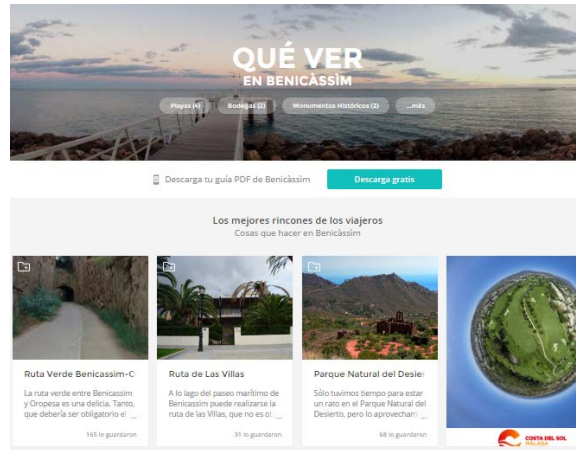 QUÉ VER
EN BENICÀSSIM
Playas (4) Bodegas (2) Monumentos Históricos (2) ...más
Descarga tu guía PDF de Benicàssim Descarga gratis
Los mejores rincones de los viajeros
Cosas que hacer en Benicàssim
Ruta Verde Benicassim-O
La ruta verde entre Benicassim
y Oropesa es una delicia. Tanto,
que debería ser obligatorio el ...
165 lo guardaron
Ruta de Las Villas
A lo lago del paseo marítimo de
Benicassim puede realizarse la
ruta de las Villas, que no es ot ...
31 lo guardaron
Parque Natural del Desier
Sólo tuvimos tiempo para estar
un rato en el Parque Natural del
Desierto, pero lo aprovecham ...
68 lo guardaron
COSTA DEL SOL
MÁLAGA